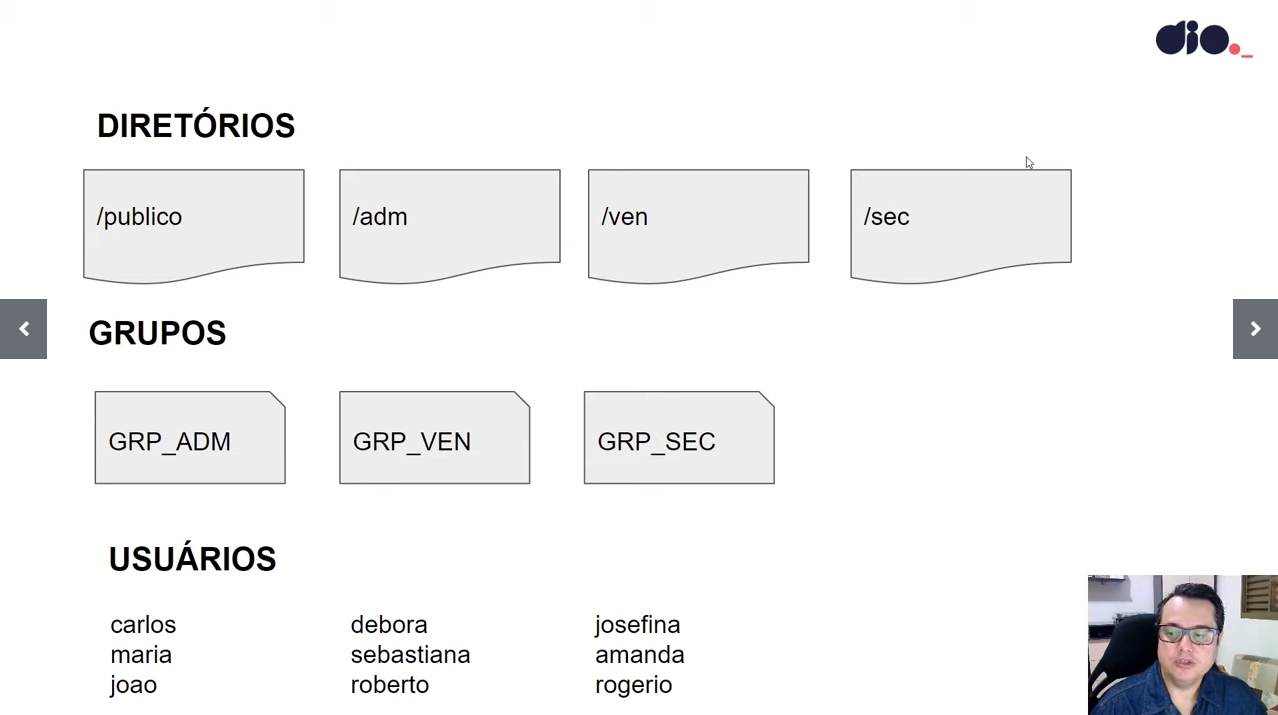 dio._
DIRETÓRIOS
/publico
/adm
/ven
/sec
GRUPOS
GRP_ADM
GRP_VEN
GRP_SEC
USUÁRIOS
carlos
maria
joao
debora
sebastiana
roberto
josefina
amanda
rogerio